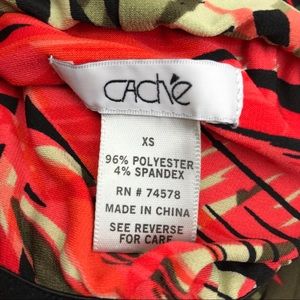 CACHÉ
XS
96% POLYESTER
4% SPANDEX
RN # 74578
MADE IN CHINA
SEE REVERSE
FOR CARE